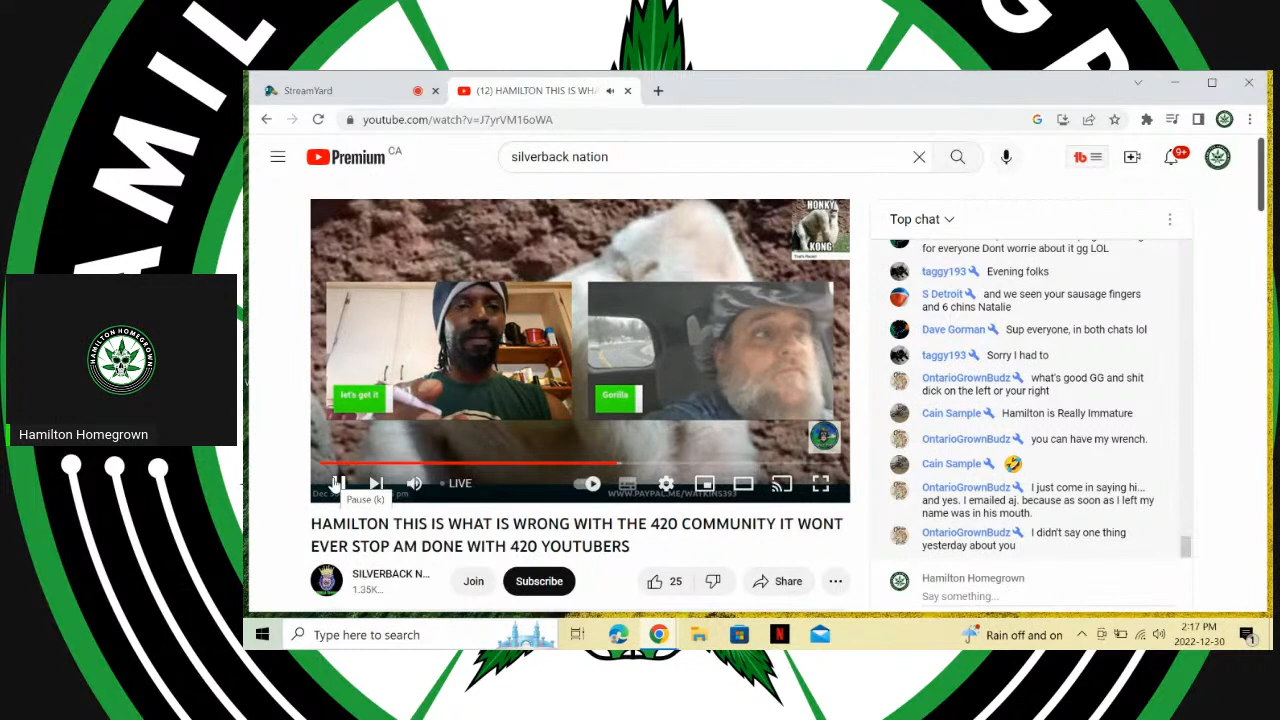 AMIL
GR
StreamYard
(12) HAMILTON THIS IS WHA
youtube.com/watch?v=J7yrVM16oWA
Premium CA
silverback nation
9+
HONKY
KONG
let's get it
Gorilla
LIVE
Pause (k)
WWW.PAYPAL.ME/WATKINS393
HAMILTON THIS IS WHAT IS WRONG WITH THE 420 COMMUNITY IT WONT
EVER STOP AM DONE WITH 420 YOUTUBERS
SILVERBACK N...
1.35K...
Join
Subscribe
25
Share
Top chat
for everyone Dont worrie about it gg LOL
taggy193 Evening folks
S Detroit and we seen your sausage fingers
and 6 chins Natalie
Dave Gorman Sup everyone, in both chats lol
taggy193 Sorry I had to
OntarioGrownBudz what's good GG and shit
dick on the left or your right
Cain Sample Hamilton is Really Immature
OntarioGrownBudz you can have my wrench.
Cain Sample 🤣
OntarioGrownBudz I just come in saying hi...
and yes. I emailed aj. because as soon as I left my
name was in his mouth.
OntarioGrownBudz I didn't say one thing
yesterday about you
Hamilton Homegrown
Say something...
HAMILTON HOMEGROWN
Hamilton Homegrown
Type here to search
Rain off and on
2:17 PM
2022-12-30
1